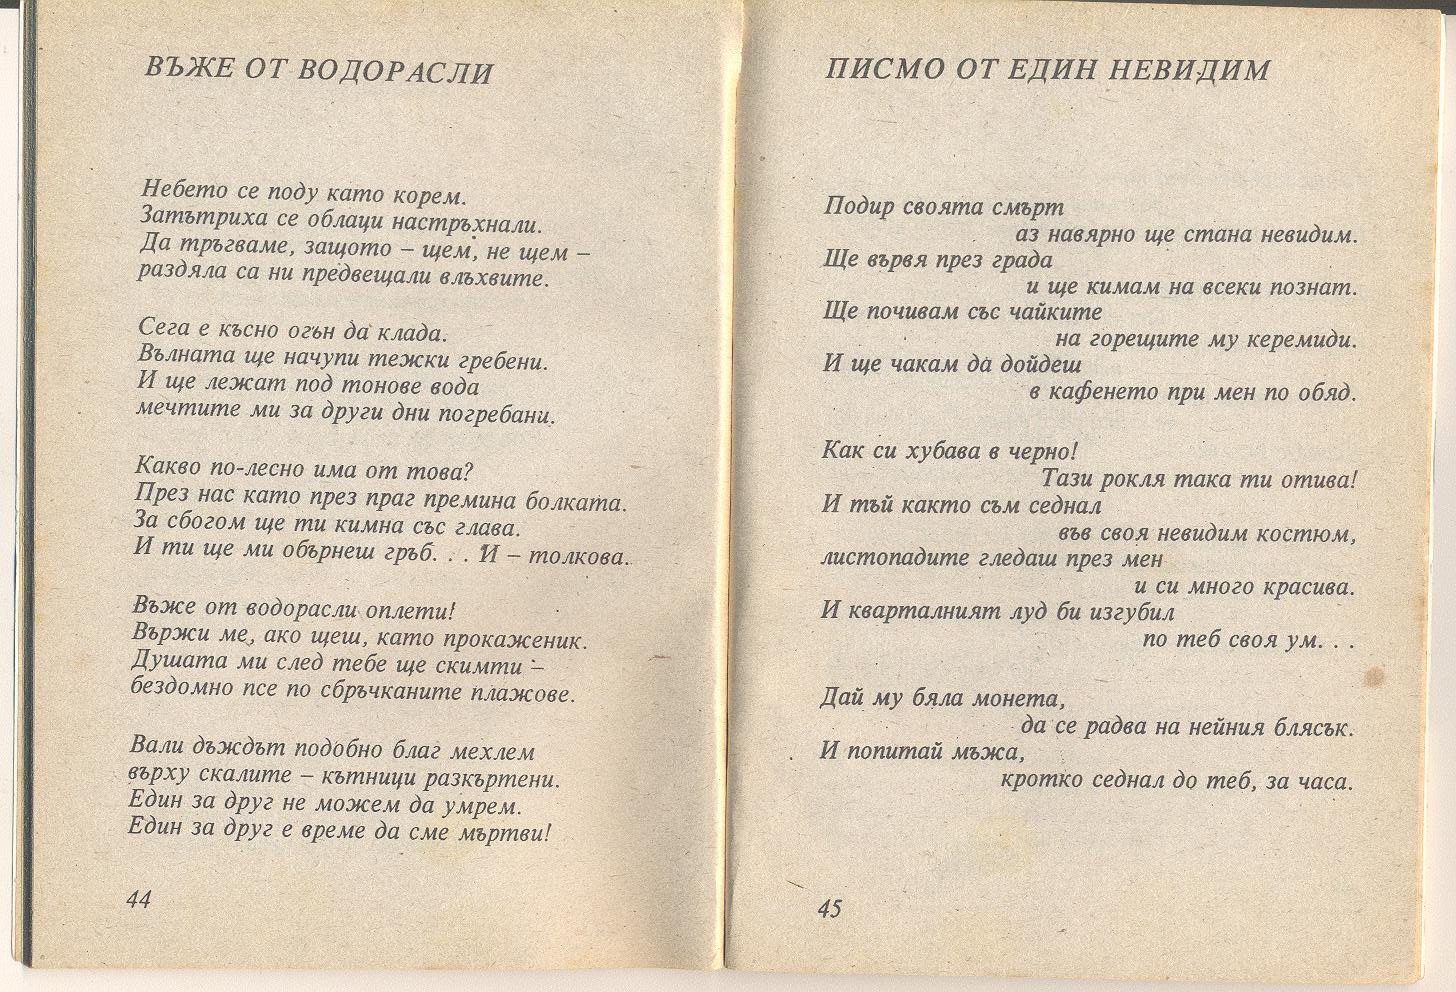 ВЪЖЕ ОТ ВОДОРАСЛИ
Небето се поду като корем.
Затътриха се облаци настръхнали.
Да тръгваме, защото – щем, не щем –
раздяла са ни предвещали влъхвите.
Сега е късно огън да клада.
Вълната ще начупи тежки гребени.
И ще лежат под тонове вода
мечтите ми за други дни погребани.
Какво по-лесно има от това?
През нас като през праг премина болката.
За сбогом ще ти кимна със глава.
И ти ще ми обърнеш гръб. . . И – толкова.
Въже от водорасли оплети!
Вържи ме, ако щеш, като прокаженик.
Душата ми след тебе ще скимти –
бездомно псе по сбръчканите плажове.
Вали дъждът подобно благ мехлем
върху скалите – кътници разкъртени.
Един за друг не можем да умрем.
Един за друг е време да сме мъртви!
44
ПИСМО ОТ ЕДИН НЕВИДИМ
Подир своята смърт
аз навярно ще стана невидим.
Ще вървя през града
и ще кимам на всеки познат.
Ще почивам със чайките
на горещите му керемиди.
И ще чакам да дойдеш
в кафенето при мен по обяд.
Как си хубава в черно!
Тази рокля така ти отива!
И тъй както съм седнал
във своя невидим костюм,
листопадите гледаш през мен
и си много красива.
И кварталният луд би изгубил
по теб своя ум. . .
Дай му бяла монета,
да се радва на нейния блясък.
И попитай мъжа,
кротко седнал до теб, за часа.
45